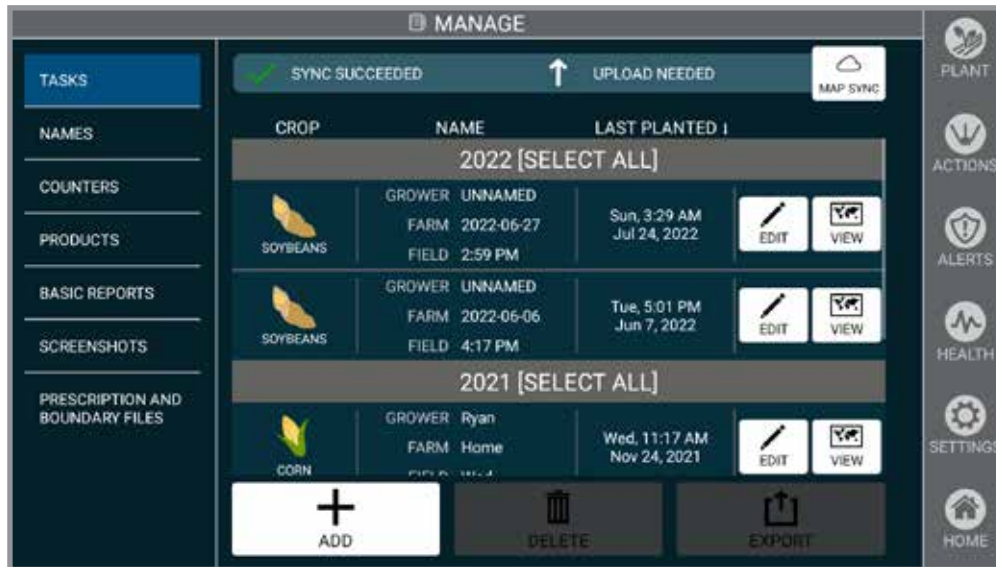 MANAGE
TASKS
NAMES
COUNTERS
PRODUCTS
BASIC REPORTS
SCREENSHOTS
PRESCRIPTION AND
BOUNDARY FILES
SYNC SUCCEEDED
UPLOAD NEEDED
MAP SYNC
CROP NAME LAST PLANTED
2022 [SELECT ALL]
SOYBEANS
GROWER UNNAMED
FARM 2022-06-27
FIELD 2:59 PM
Sun, 3:29 AM
Jul 24, 2022
EDIT
VIEW
SOYBEANS
GROWER UNNAMED
FARM 2022-06-06
FIELD 4:17 PM
Tue, 5:01 PM
Jun 7, 2022
EDIT
VIEW
2021 [SELECT ALL]
CORN
GROWER Ryan
FARM Home
FIELD
Wed, 11:17 AM
Nov 24, 2021
EDIT
VIEW
ADD
DELETE
EXPORT
PLANT
ACTIONS
ALERTS
HEALTH
SETTINGS
HOME